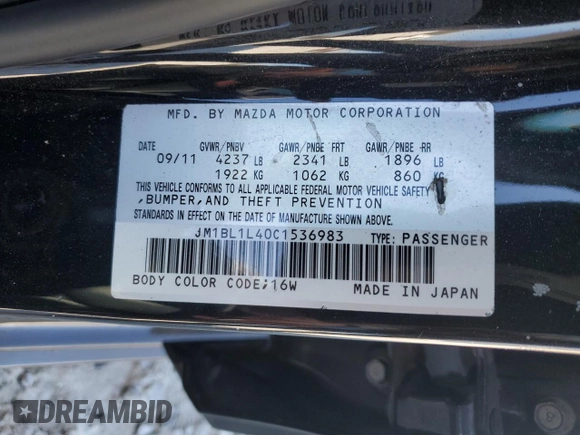 MFD. BY MAZDA MOTOR CORPORATION
DATE GVWR/PNBV GAWR/PNBE FRT GAWR/PNBE RR
09/11 4237 LB 2341 LB 1896 LB
1922 KG 1062 KG 860 KG
THIS VEHICLE CONFORMS TO ALL APPLICABLE FEDERAL MOTOR VEHICLE SAFETY
,BUMPER,AND THEFT PREVENTION
STANDARDS IN EFFECT ON THE DATE OF MANUFACTURE SHOWN ABOVE.
JM1BL1L40C1536983 TYPE: PASSENGER
BODY COLOR CODE:16W MADE IN JAPAN
DREAMBID